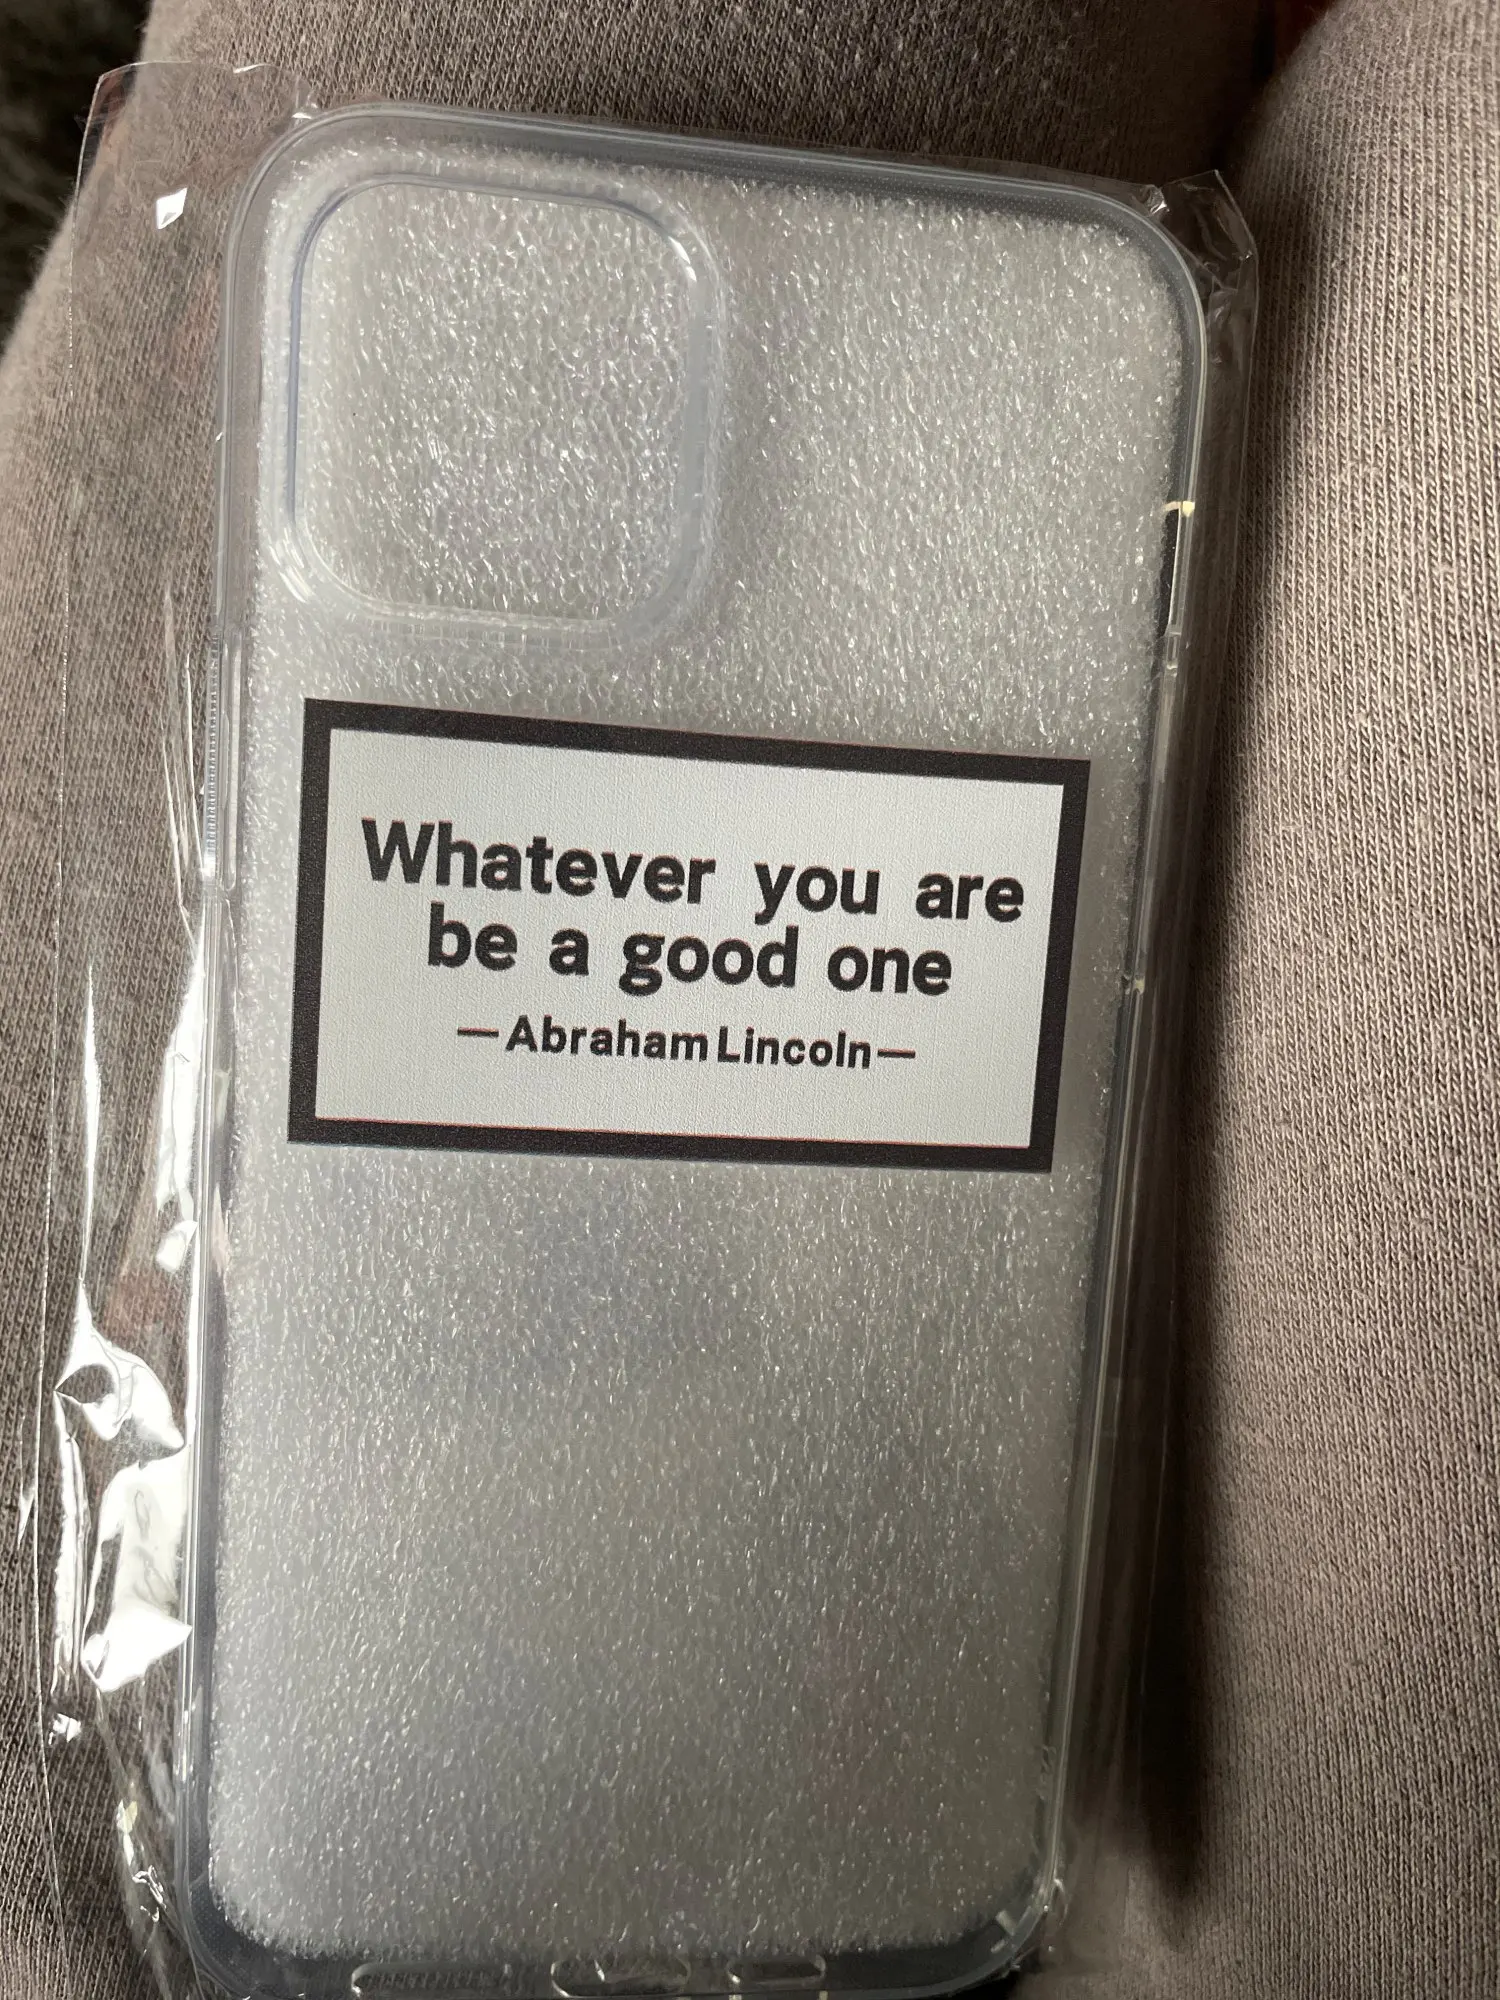 Whatever you are
be a good one
—Abraham Lincoln—